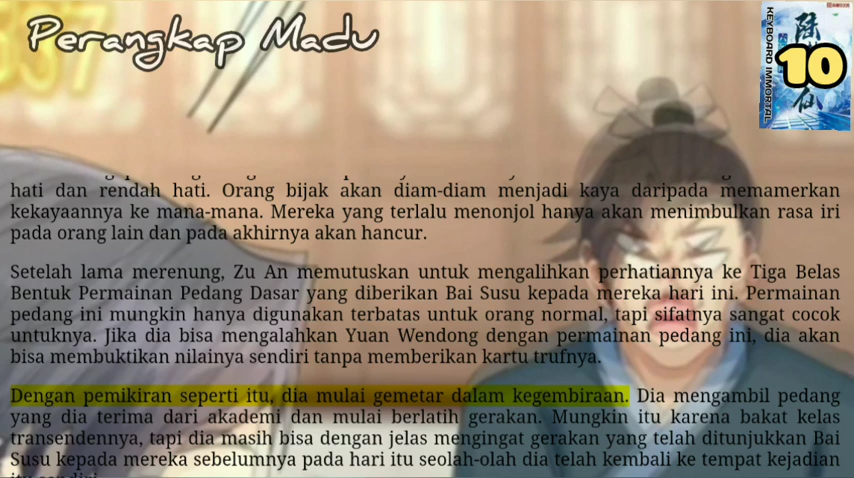 Perangkap Madu
KEYBOARD IMMORTAL
10
hati dan rendah hati. Orang bijak akan diam-diam menjadi kaya daripada memamerkan
kekayaannya ke mana-mana. Mereka yang terlalu menonjol hanya akan menimbulkan rasa iri
pada orang lain dan pada akhirnya akan hancur.
Setelah lama merenung, Zu An memutuskan untuk mengalihkan perhatiannya ke Tiga Belas
Bentuk Permainan Pedang Dasar yang diberikan Bai Susu kepada mereka hari ini. Permainan
pedang ini mungkin hanya digunakan terbatas untuk orang normal, tapi sifatnya sangat cocok
untuknya. Jika dia bisa mengalahkan Yuan Wendong dengan permainan pedang ini, dia akan
bisa membuktikan nilainya sendiri tanpa memberikan kartu trufnya.
Dengan pemikiran seperti itu, dia mulai gemetar dalam kegembiraan. Dia mengambil pedang
yang dia terima dari akademi dan mulai berlatih gerakan. Mungkin itu karena bakat kelas
transendennya, tapi dia masih bisa dengan jelas mengingat gerakan yang telah ditunjukkan Bai
Susu kepada mereka sebelumnya pada hari itu seolah-olah dia telah kembali ke tempat kejadian